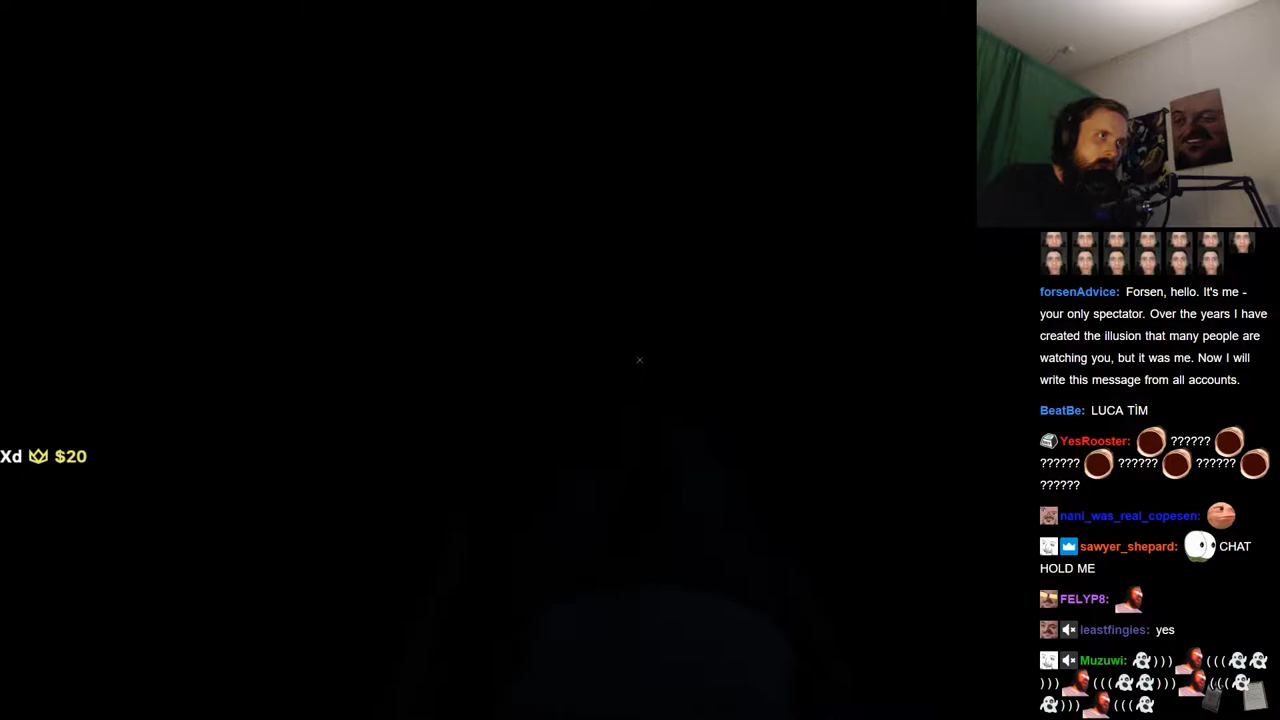 forsenAdvice: Forsen, hello. It's me -
your only spectator. Over the years I have
created the illusion that many people are
watching you, but it was me. Now I will
write this message from all accounts.
BeatBe: LUCA TÌM
YesRooster: ??????
?????? ?????? ??????
??????
Xd $20
nani_was_real_copesen:
sawyer_shepard: CHAT
HOLD ME
FELYP8:
leastfingies: yes
Muzuwi: ))) (((
))) ((( ))) (((
))) (((